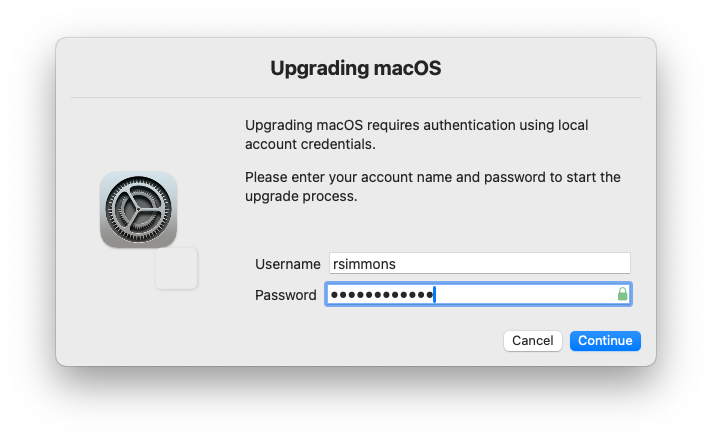 Upgrading macOS
Upgrading macOS requires authentication using local
account credentials.
Please enter your account name and password to start the
upgrade process.
Username rsimmons
Password ●●●●●●●●●●●●
Cancel Continue